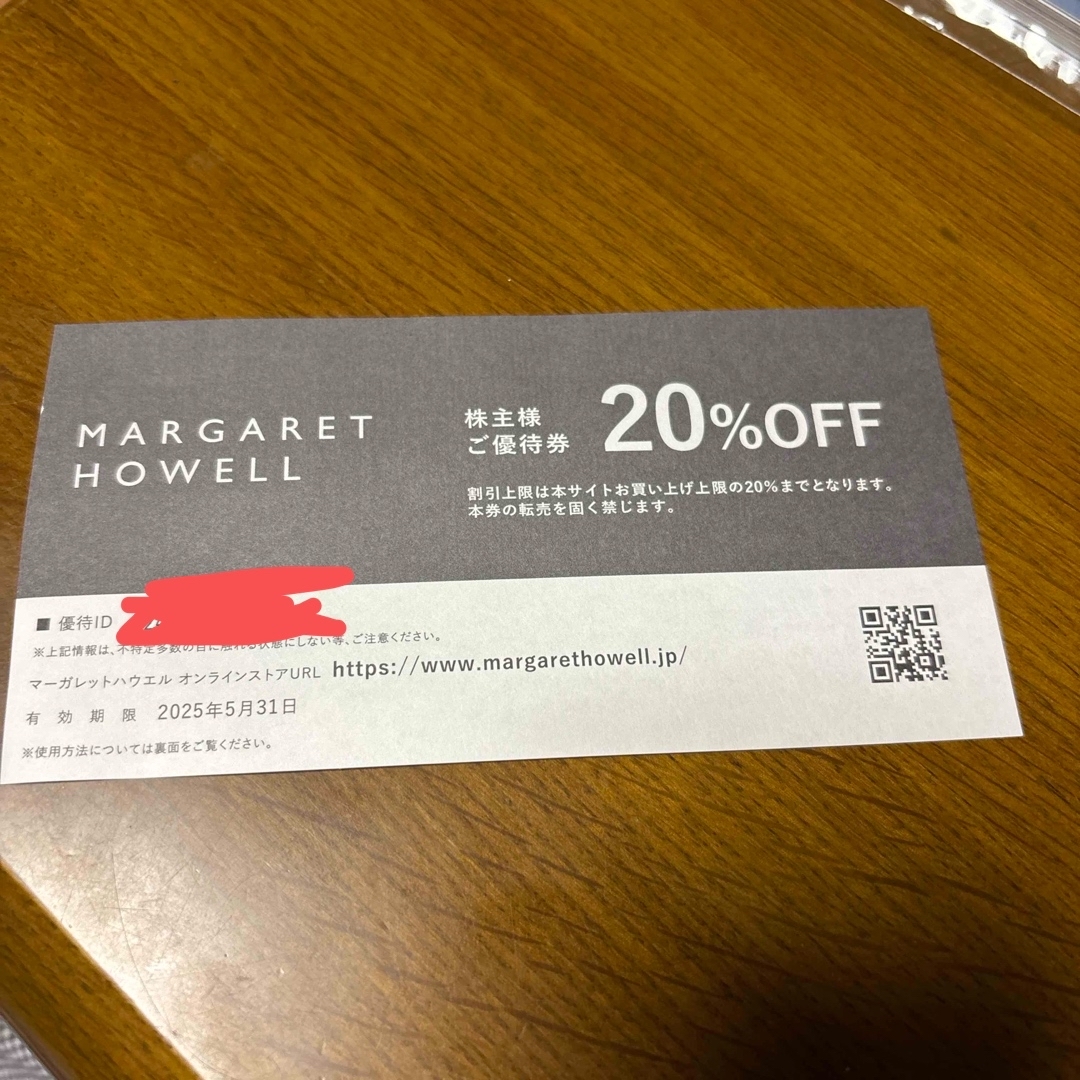 MARGARET
HOWELL
株主様
ご優待券
20%OFF
割引上限は本サイトお買い上げ上限の20%までとなります。
本券の転売を固く禁じます。
■ 優待ID
※上記情報は、不特定多数の目に触れる状態にしない等、ご注意ください。
マーガレットハウエル オンラインストアURL https://www.margarethowell.jp/
有効期限 2025年5月31日
※使用方法については裏面をご覧ください。